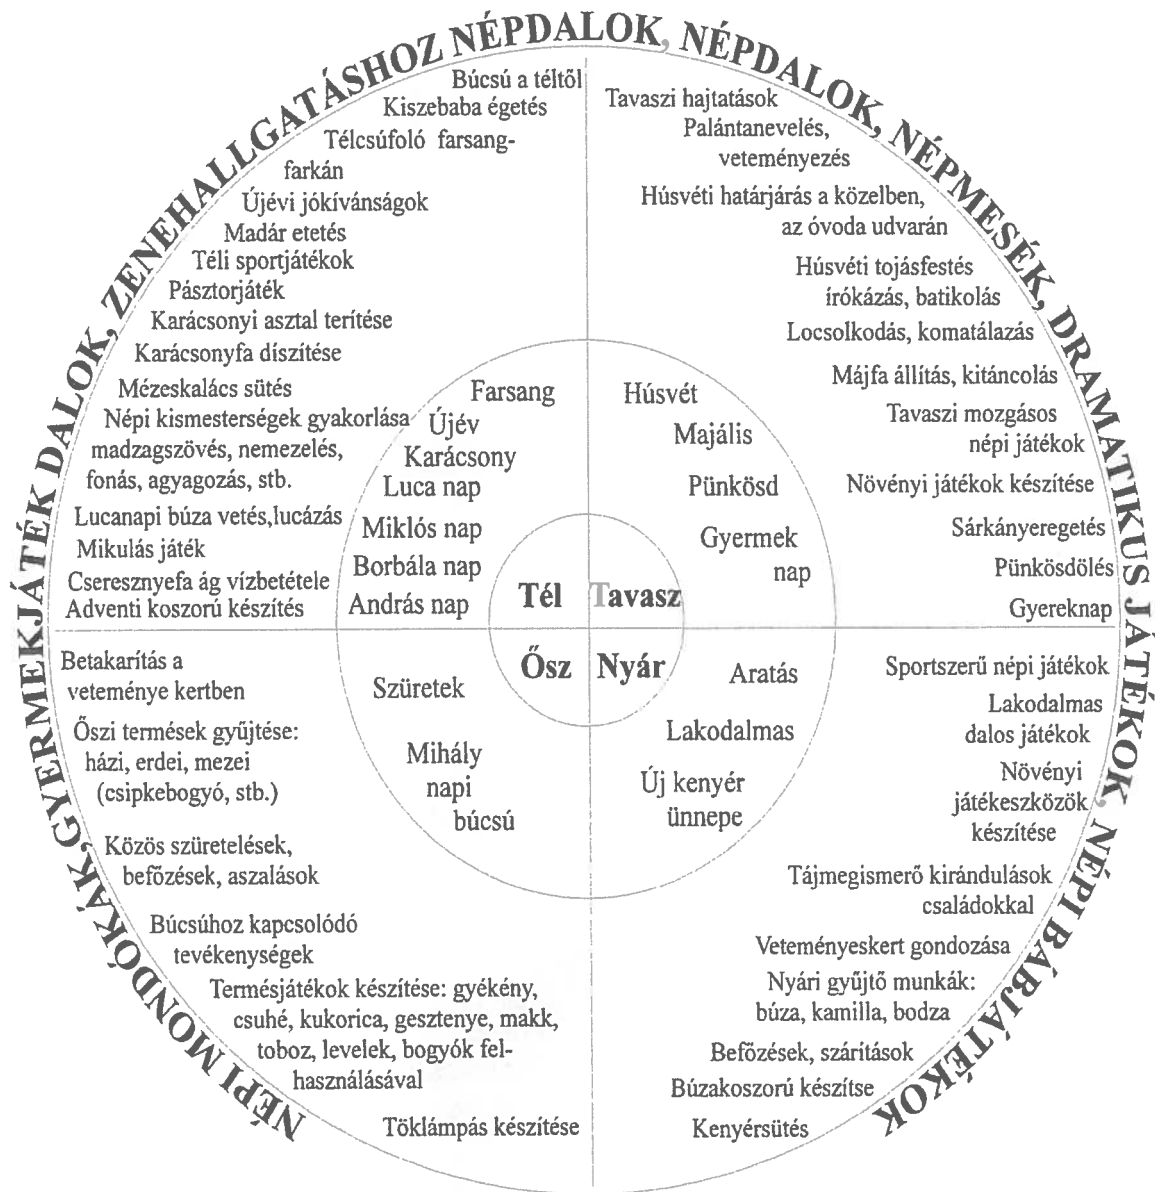 NÉPI MONDÓKÁK, GYERMEKJÁTÉK DALOK, ZENEHALLGATÁSHOZ NÉPDALOK, NÉPDALOK, NÉPMESÉK, DRAMATIKUS JÁTÉKOK, NÉPI BÁBJÁTÉKOK
Búcsú a téltől
Kiszebaba égetés
Télcsúfoló farsang-
farkán
Újévi jókívánságok
Madár etetés
Téli sportjátékok
Pásztorjáték
Karácsonyi asztal terítése
Karácsonyfa díszítése
Mézeskalács sütés
Népi kismesterségek gyakorlása
madzagszövés, nemezelés,
fonás, agyagozás, stb.
Lucanapi búza vetés,lucázás
Mikulás játék
Cseresznyefa ág vízbetétele
Adventi koszorú készítés
Farsang
Újév
Karácsony
Luca nap
Miklós nap
Borbála nap
András nap
Tél
Tavaszi hajtatások
Palántanevelés,
veteményezés
Húsvéti határjárás a közelben,
az óvoda udvarán
Húsvéti tojásfestés
írókázás, batikolás
Locsolkodás, komatálazás
Májfa állítás, kitáncolás
Tavaszi mozgásos
népi játékok
Növényi játékok készítése
Sárkányeregetés
Pünkösdölés
Gyereknap
Húsvét
Majális
Pünkösd
Gyermek
nap
Tavasz
Ősz
Szüretek
Mihály
napi
búcsú
Betakarítás a
veteménye kertben
Őszi termések gyűjtése:
házi, erdei, mezei
(csipkebogyó, stb.)
Közös szüretelések,
befőzések, aszalások
Búcsúhoz kapcsolódó
tevékenységek
Termésjátékok készítése: gyékény,
csuhé, kukorica, gesztenye, makk,
toboz, levelek, bogyók fel-
használásával
Töklámpás készítése
Nyár
Aratás
Lakodalmas
Új kenyér
ünnepe
Sportszerű népi játékok
Lakodalmas
dalos játékok
Növényi
játékeszközök
készítése
Tájmegismerő kirándulások
családokkal
Veteményeskert gondozása
Nyári gyűjtő munkák:
búza, kamilla, bodza
Befőzések, szárítások
Búzakoszorú készítse
Kenyérsütés